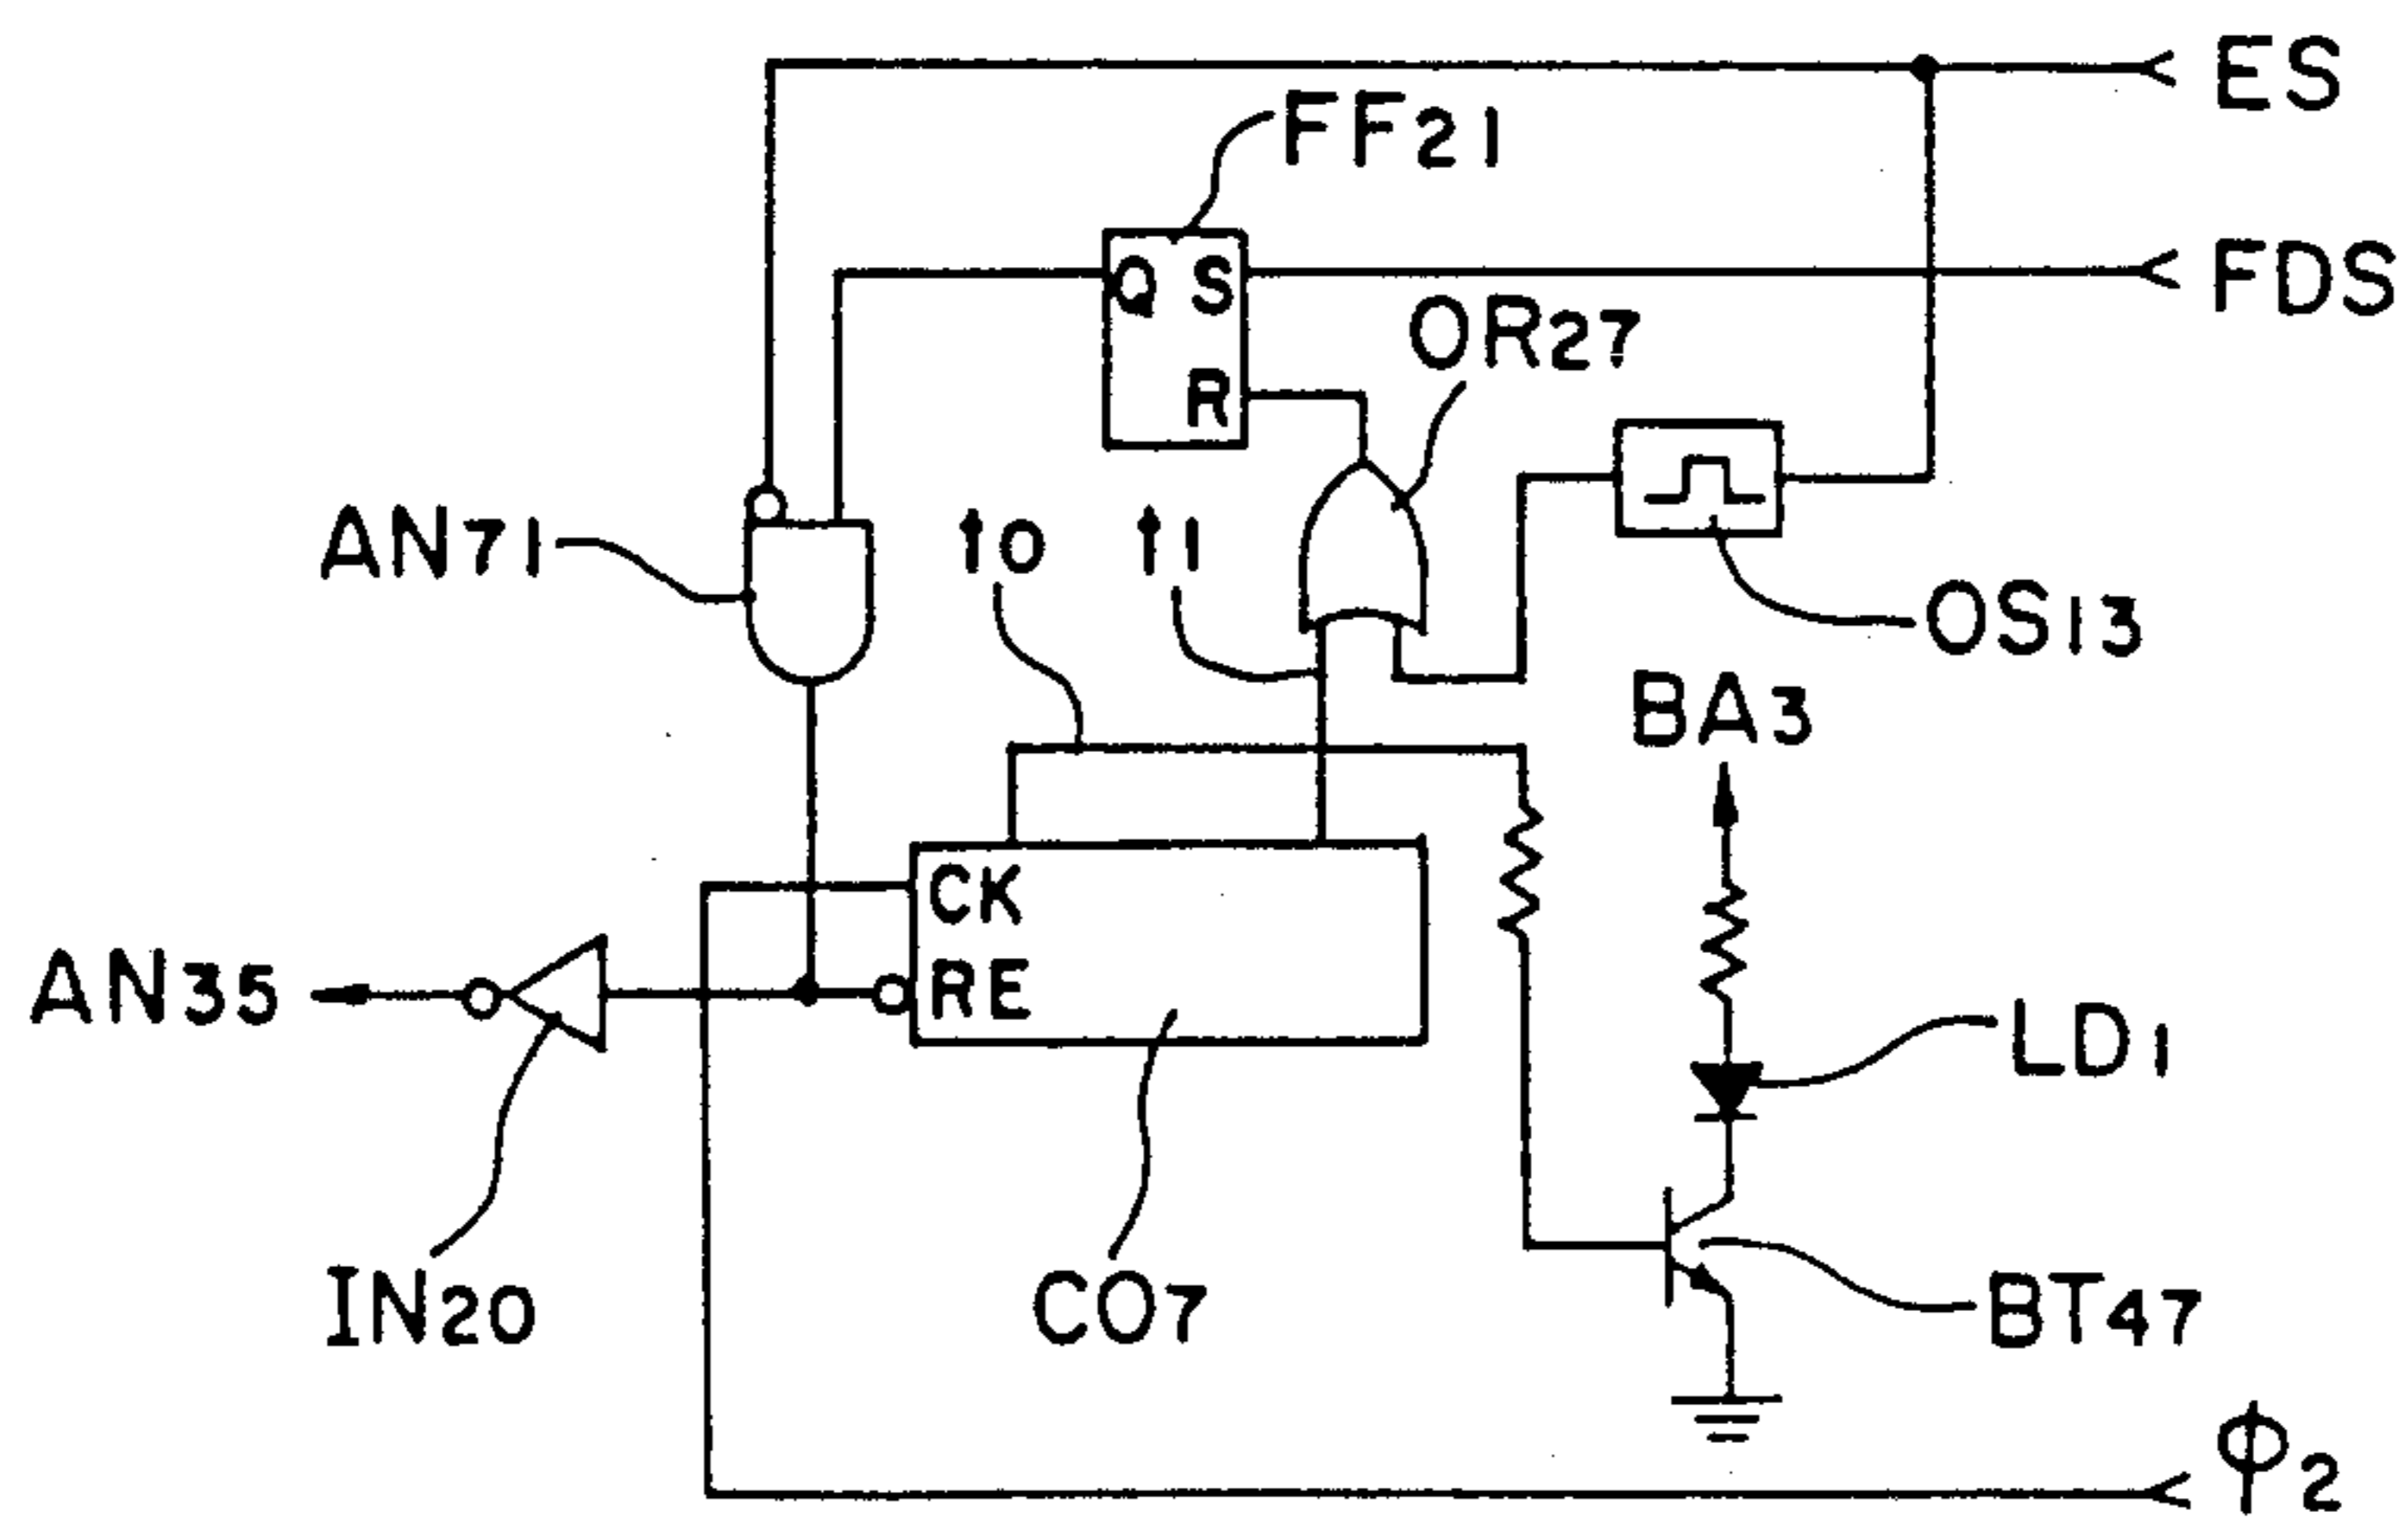 ES
FF21
FDS
Q S
R
OR27
AN71
t0
t1
OS13
BA3
CK
RE
AN35
LD1
IN20
CO7
BT47
φ2